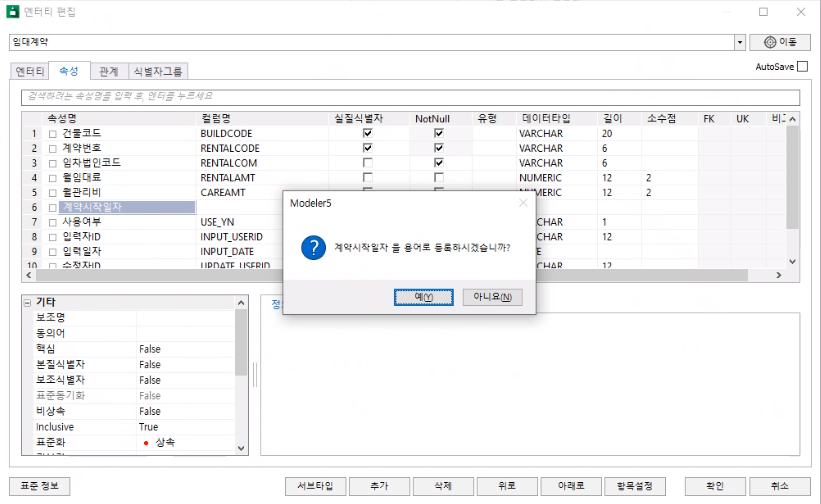 엔터티 편집
임대계약
이동
엔터티 속성 관계 식별자그룹
AutoSave
검색하려는 속성명을 입력 후, 엔터를 누르세요
속성명 컬럼명 실질식별자 NotNull 유형 데이터타입 길이 소수점 FK UK 비고
1 건물코드 BUILDCODE VARCHAR 20
2 계약번호 RENTALCODE VARCHAR 6
3 임차법인코드 RENTALCOM VARCHAR 6
4 월임대료 RENTALAMT NUMERIC 12 2
5 월관리비 CAREAMT NUMERIC 12 2
6 계약시작일자
7 사용여부 USE_YN CHAR 1
8 입력자ID INPUT_USERID CHAR 12
9 입력일자 INPUT_DATE
10 수정자ID UPDATE_USERID CHAR 12
Modeler5
계약시작일자 을 용어로 등록하시겠습니까?
예(Y) 아니요(N)
기타
보조명
동의어
핵심 False
본질식별자 False
보조식별자 False
표준동기화 False
비상속 False
Inclusive True
표준화 상속
표준 정보 서브타입 추가 삭제 위로 아래로 항목설정 확인 취소